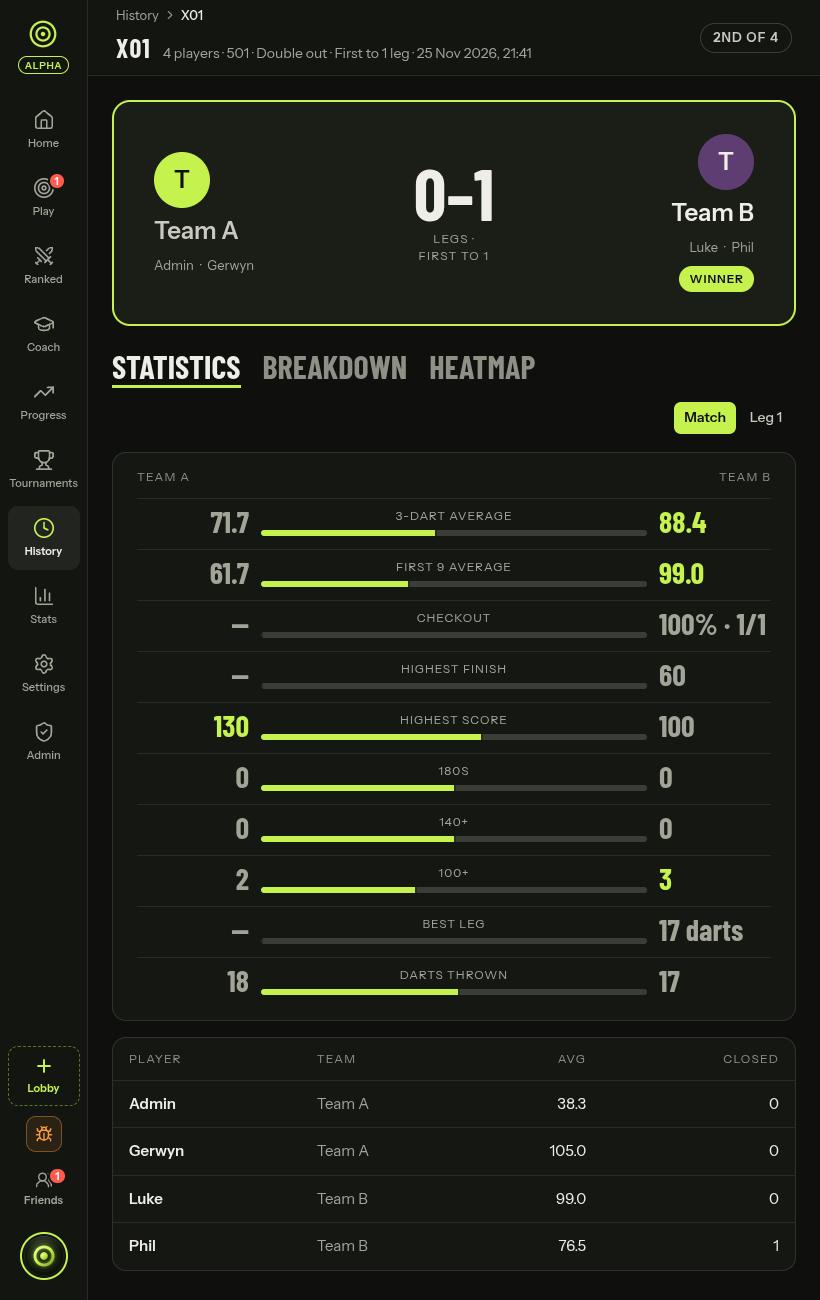 History > X01
X01 4 players · 501 · Double out · First to 1 leg · 25 Nov 2026, 21:41
2ND OF 4
ALPHA
Home
1
Play
Ranked
Coach
Progress
Tournaments
History
Stats
Settings
Admin
Lobby
1
Friends
T
Team A
Admin · Gerwyn
0–1
LEGS ·
FIRST TO 1
T
Team B
Luke · Phil
WINNER
STATISTICS BREAKDOWN HEATMAP
Match Leg 1
TEAM A TEAM B
71.7 3-DART AVERAGE 88.4
61.7 FIRST 9 AVERAGE 99.0
– CHECKOUT 100% · 1/1
– HIGHEST FINISH 60
130 HIGHEST SCORE 100
0 180S 0
0 140+ 0
2 100+ 3
– BEST LEG 17 darts
18 DARTS THROWN 17
PLAYER TEAM AVG CLOSED
Admin Team A 38.3 0
Gerwyn Team A 105.0 0
Luke Team B 99.0 0
Phil Team B 76.5 1